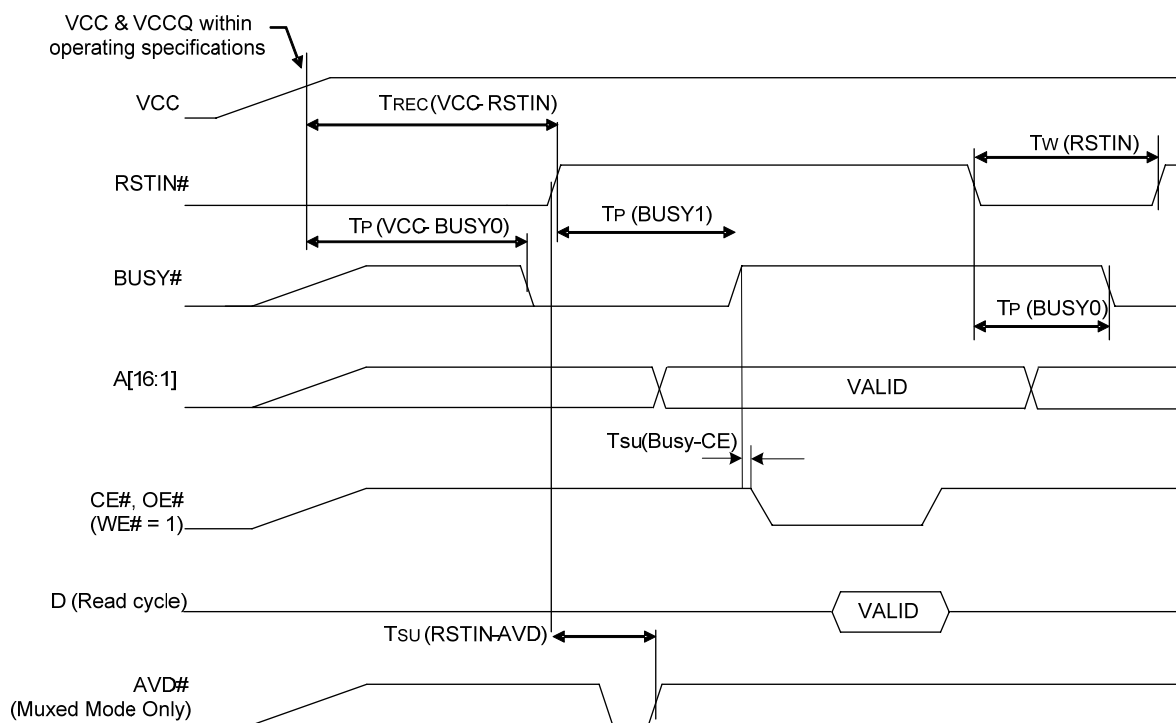 VCC & VCCQ within
operating specifications
VCC
TREC (VCC- RSTIN)
TW (RSTIN)
RSTIN#
TP (VCC- BUSY0)
TP (BUSY1)
BUSY#
TP (BUSY0)
A[16:1]
VALID
Tsu(Busy-CE)
CE#, OE#
(WE# = 1)
D (Read cycle)
VALID
TSU (RSTIN-AVD)
AVD#
(Muxed Mode Only)